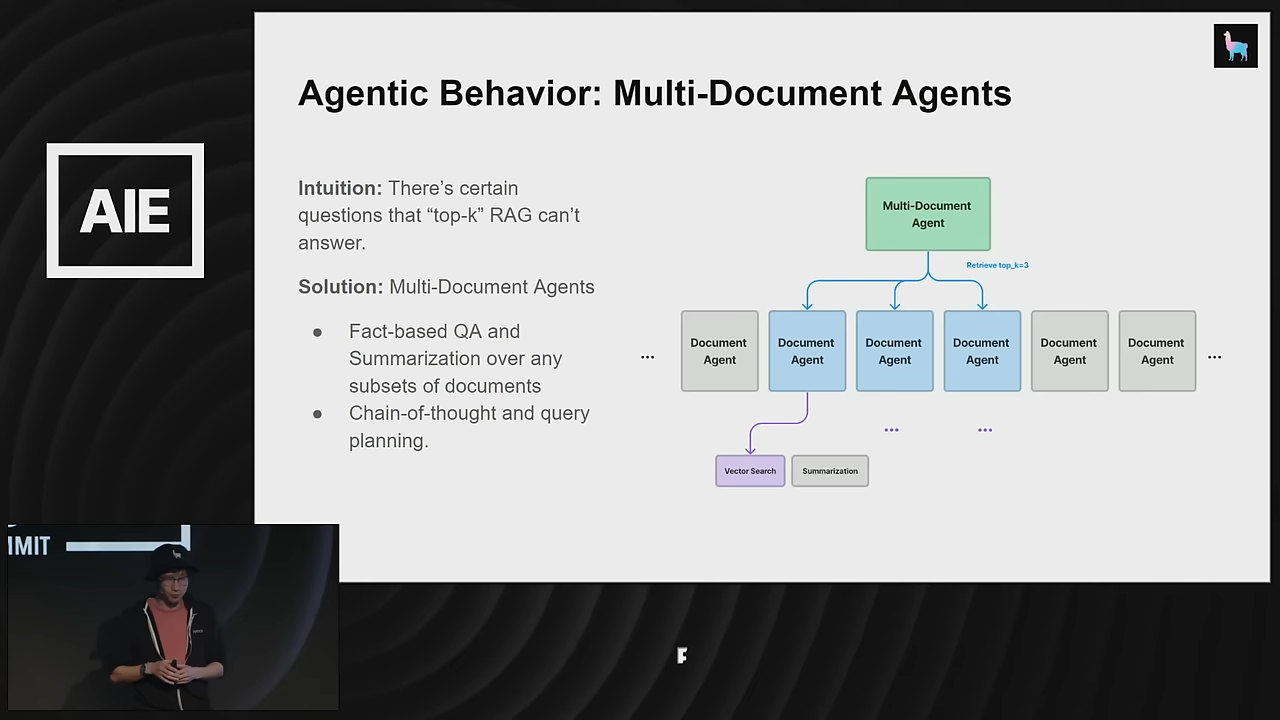 Agentic Behavior: Multi-Document Agents
AIE
Intuition: There's certain
questions that “top-k” RAG can't
answer.
Solution: Multi-Document Agents
● Fact-based QA and
Summarization over any
subsets of documents
● Chain-of-thought and query
planning.
Multi-Document
Agent
Retrieve top_k=3
...
Document
Agent
Document
Agent
Document
Agent
Document
Agent
Document
Agent
Document
Agent
...
...
...
Vector Search
Summarization
MMIT